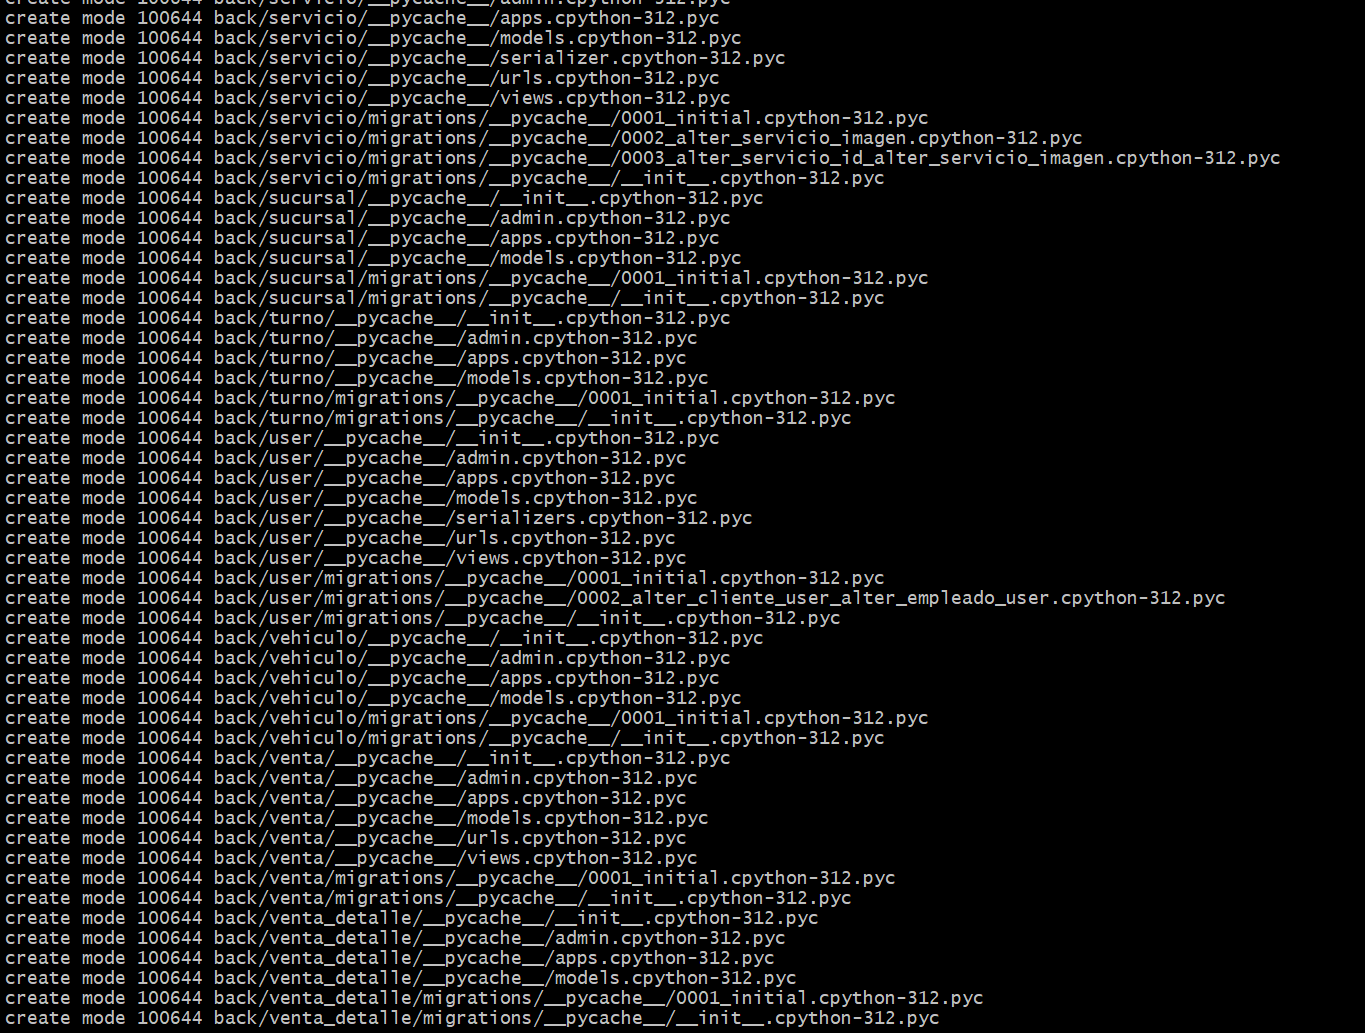 create mode 100644 back/servicio/__pycache__/admin.cpython-312.pyc
create mode 100644 back/servicio/__pycache__/apps.cpython-312.pyc
create mode 100644 back/servicio/__pycache__/models.cpython-312.pyc
create mode 100644 back/servicio/__pycache__/serializer.cpython-312.pyc
create mode 100644 back/servicio/__pycache__/urls.cpython-312.pyc
create mode 100644 back/servicio/__pycache__/views.cpython-312.pyc
create mode 100644 back/servicio/migrations/__pycache__/0001_initial.cpython-312.pyc
create mode 100644 back/servicio/migrations/__pycache__/0002_alter_servicio_imagen.cpython-312.pyc
create mode 100644 back/servicio/migrations/__pycache__/0003_alter_servicio_id_alter_servicio_imagen.cpython-312.pyc
create mode 100644 back/servicio/migrations/__pycache__/__init__.cpython-312.pyc
create mode 100644 back/sucursal/__pycache__/__init__.cpython-312.pyc
create mode 100644 back/sucursal/__pycache__/admin.cpython-312.pyc
create mode 100644 back/sucursal/__pycache__/apps.cpython-312.pyc
create mode 100644 back/sucursal/__pycache__/models.cpython-312.pyc
create mode 100644 back/sucursal/migrations/__pycache__/0001_initial.cpython-312.pyc
create mode 100644 back/sucursal/migrations/__pycache__/__init__.cpython-312.pyc
create mode 100644 back/turno/__pycache__/__init__.cpython-312.pyc
create mode 100644 back/turno/__pycache__/admin.cpython-312.pyc
create mode 100644 back/turno/__pycache__/apps.cpython-312.pyc
create mode 100644 back/turno/__pycache__/models.cpython-312.pyc
create mode 100644 back/turno/migrations/__pycache__/0001_initial.cpython-312.pyc
create mode 100644 back/turno/migrations/__pycache__/__init__.cpython-312.pyc
create mode 100644 back/user/__pycache__/__init__.cpython-312.pyc
create mode 100644 back/user/__pycache__/admin.cpython-312.pyc
create mode 100644 back/user/__pycache__/apps.cpython-312.pyc
create mode 100644 back/user/__pycache__/models.cpython-312.pyc
create mode 100644 back/user/__pycache__/serializers.cpython-312.pyc
create mode 100644 back/user/__pycache__/urls.cpython-312.pyc
create mode 100644 back/user/__pycache__/views.cpython-312.pyc
create mode 100644 back/user/migrations/__pycache__/0001_initial.cpython-312.pyc
create mode 100644 back/user/migrations/__pycache__/0002_alter_cliente_user_alter_empleado_user.cpython-312.pyc
create mode 100644 back/user/migrations/__pycache__/__init__.cpython-312.pyc
create mode 100644 back/vehiculo/__pycache__/__init__.cpython-312.pyc
create mode 100644 back/vehiculo/__pycache__/admin.cpython-312.pyc
create mode 100644 back/vehiculo/__pycache__/apps.cpython-312.pyc
create mode 100644 back/vehiculo/__pycache__/models.cpython-312.pyc
create mode 100644 back/vehiculo/migrations/__pycache__/0001_initial.cpython-312.pyc
create mode 100644 back/vehiculo/migrations/__pycache__/__init__.cpython-312.pyc
create mode 100644 back/venta/__pycache__/__init__.cpython-312.pyc
create mode 100644 back/venta/__pycache__/admin.cpython-312.pyc
create mode 100644 back/venta/__pycache__/apps.cpython-312.pyc
create mode 100644 back/venta/__pycache__/models.cpython-312.pyc
create mode 100644 back/venta/__pycache__/urls.cpython-312.pyc
create mode 100644 back/venta/__pycache__/views.cpython-312.pyc
create mode 100644 back/venta/migrations/__pycache__/0001_initial.cpython-312.pyc
create mode 100644 back/venta/migrations/__pycache__/__init__.cpython-312.pyc
create mode 100644 back/venta_detalle/__pycache__/__init__.cpython-312.pyc
create mode 100644 back/venta_detalle/__pycache__/admin.cpython-312.pyc
create mode 100644 back/venta_detalle/__pycache__/apps.cpython-312.pyc
create mode 100644 back/venta_detalle/__pycache__/models.cpython-312.pyc
create mode 100644 back/venta_detalle/migrations/__pycache__/0001_initial.cpython-312.pyc
create mode 100644 back/venta_detalle/migrations/__pycache__/__init__.cpython-312.pyc